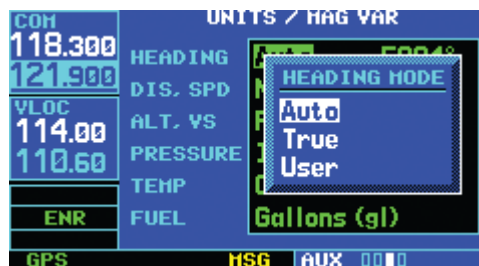 COM
118.300
121.900
VLOC
114.00
110.60
ENR
GPS
UNITS / MAG VAR
HEADING
DIS, SPD
ALT, VS
PRESSURE
TEMP
FUEL Gallons (gl)
HEADING MODE
Auto
True
User
MSG AUX